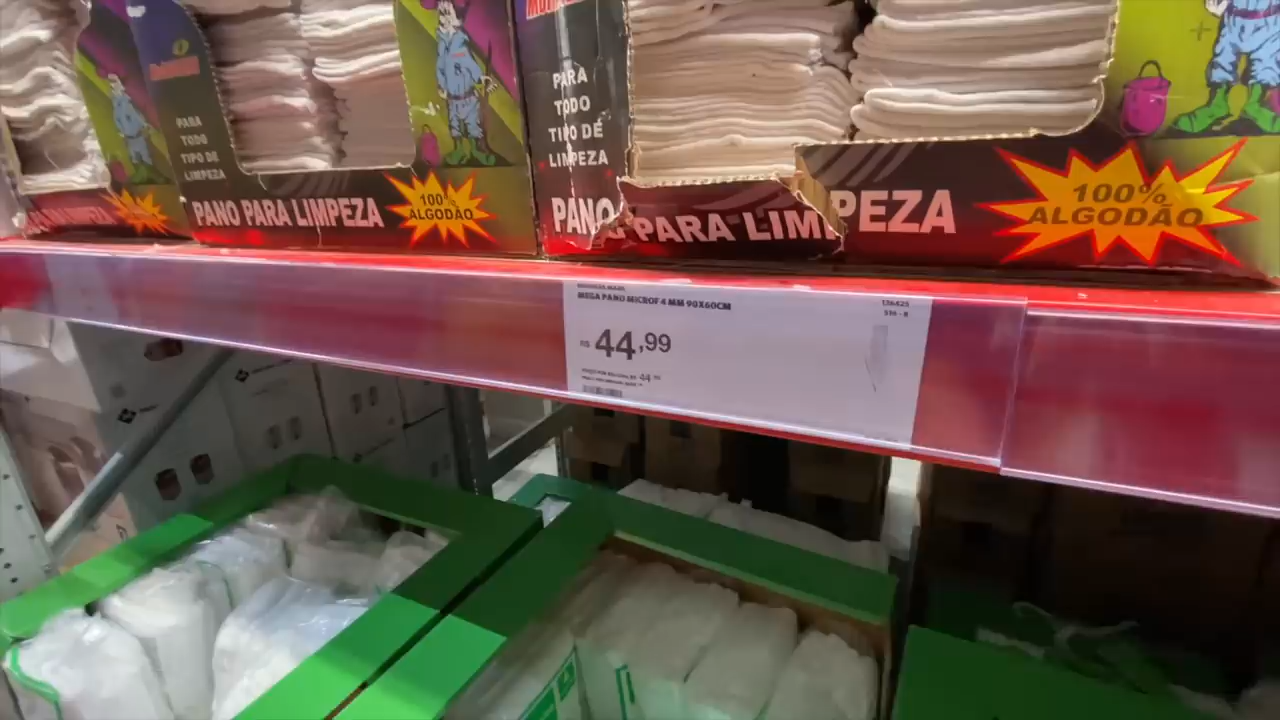 PARA
TODO
TIPO DE
LIMPEZA
PANO PARA LIMPEZA
100%
ALGODÃO
PARA
TODO
TIPO DE
LIMPEZA
PANO PARA LIMPEZA
100%
ALGODÃO
MEGA PANO MICROF 4 MM 90X60CM
R$ 44,99